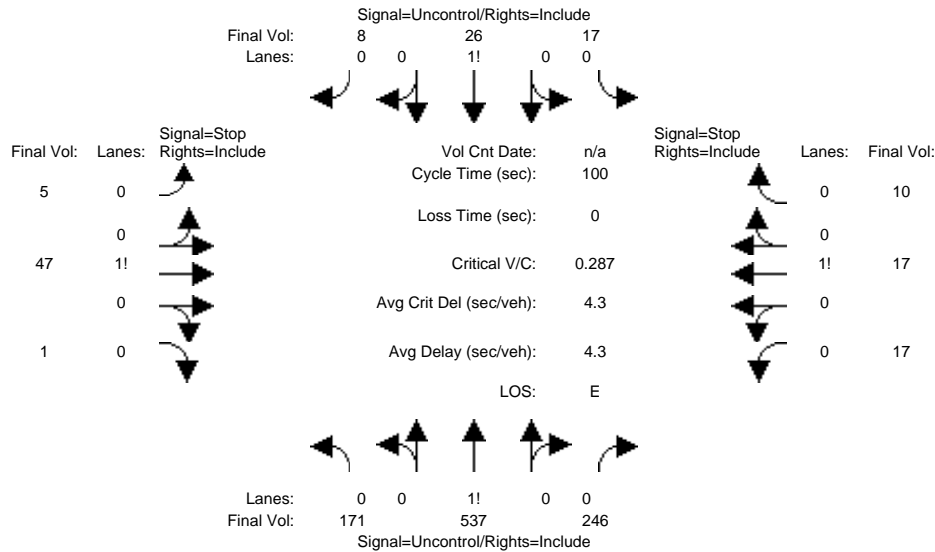 Signal=Uncontrol/Rights=Include
Final Vol: 8 26 17
Lanes: 0 0 1! 0 0
Signal=Stop
Final Vol: Lanes: Rights=Include
Vol Cnt Date: n/a
Signal=Stop
Rights=Include Lanes: Final Vol:
Cycle Time (sec): 100
5 0
0 10
Loss Time (sec): 0
0
0
47 1!
Critical V/C: 0.287
1! 17
0
Avg Crit Del (sec/veh): 4.3
0
1 0
Avg Delay (sec/veh): 4.3
0 17
LOS: E
Lanes: 0 0 1! 0 0
Final Vol: 171 537 246
Signal=Uncontrol/Rights=Include